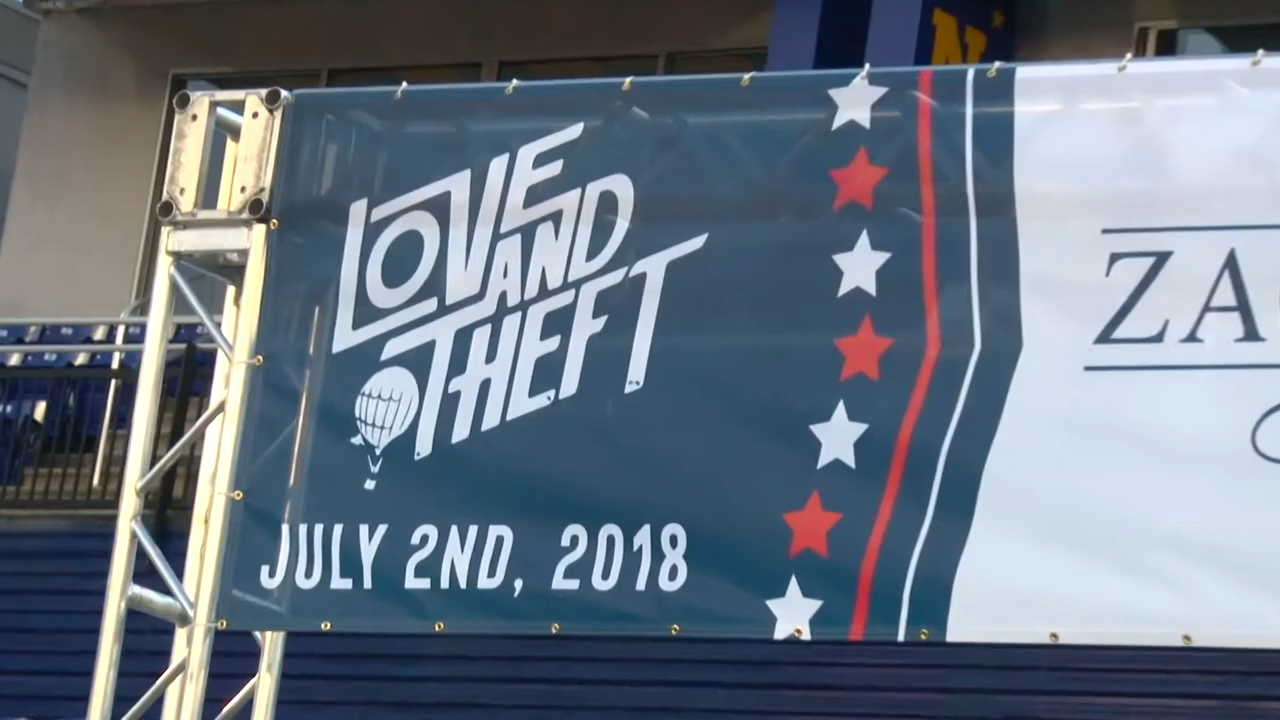 N
LOVE
AND
THEFT
JULY 2ND, 2018
ZA